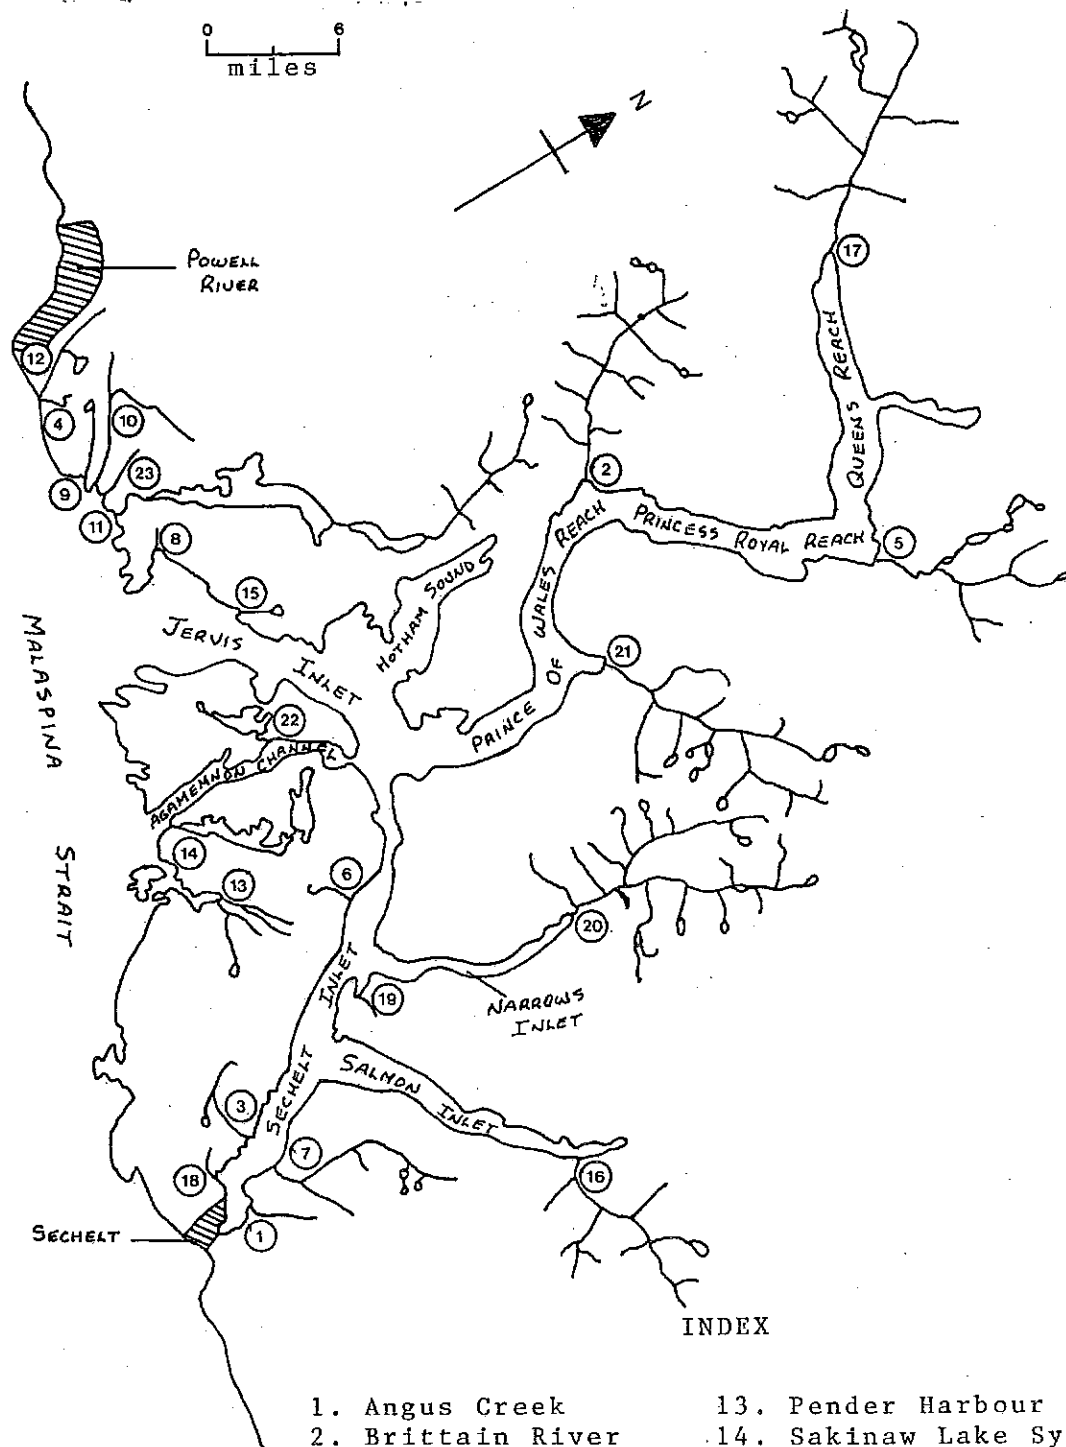 0 6
miles
N
POWELL
RIVER
17
12
4
10
23
9
11
8
15
2
5
QUEENS REACH
PRINCESS ROYAL REACH
PRINCE OF WALES REACH
HOTHAM SOUND
JERVIS
INLET
MALASPINA
STRAIT
21
22
AGAMEMNON CHANNEL
14
13
6
20
19
NARROWS
INLET
SECHELT INLET
SALMON INLET
3
7
18
16
1
SECHELT
INDEX
1. Angus Creek 13. Pender Harbour
2. Brittain River 14. Sakinaw Lake Sy